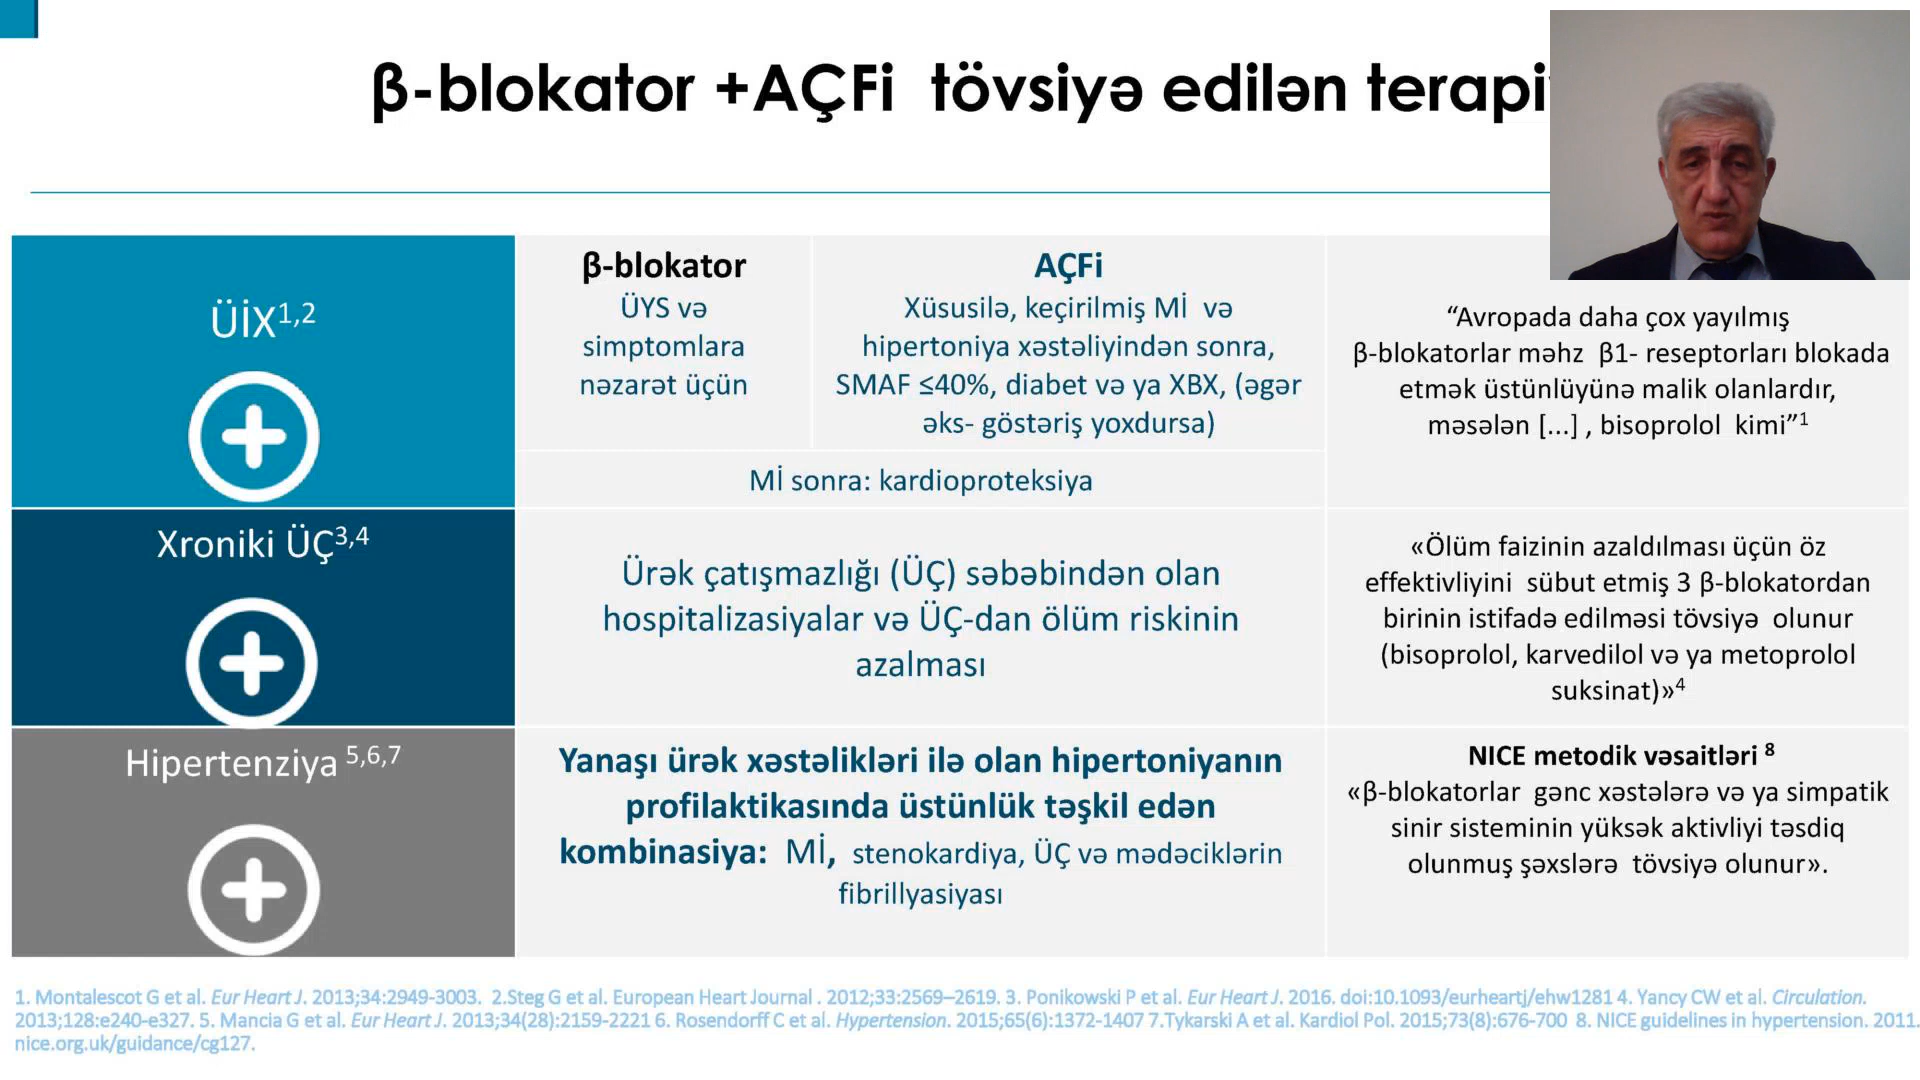 β-blokator +AÇFi tövsiyə edilən
ÜİX1,2
β-blokator
ÜYS və
simptomlara
nəzarət üçün
AÇFi
Xüsusilə, keçirilmiş Mİ və
hipertoniya xəstəliyindən sonra,
SMAF ≤40%, diabet və ya XBX, (əgər
əks- göstəriş yoxdursa)
Mİ sonra: kardioproteksiya
“Avropada daha çox yayılmış
β-blokatorlar məhz β1- reseptorları blokada
etmək üstünlüyünə malik olanlardır,
məsələn [...] , bisoprolol kimi”1
Xroniki ÜÇ3,4
Ürək çatışmazlığı (ÜÇ) səbəbindən olan
hospitalizasiyalar və ÜÇ-dan ölüm riskinin
azalması
«Ölüm faizinin azaldılması üçün öz
effektivliyini sübut etmiş 3 β-blokatordan
birinin istifadə edilməsi tövsiyə olunur
(bisoprolol, karvedilol və ya metoprolol
suksinat)»4
Hipertenziya 5,6,7
Yanaşı ürək xəstəlikləri ilə olan hipertoniyanın
profilaktikasında üstünlük təşkil edən
kombinasiya: Mİ, stenokardiya, ÜÇ və mədəciklərin
fibrillyasiyası
NICE metodik vəsaitləri 8
«β-blokatorlar gənc xəstələrə və ya simpatik
sinir sisteminin yüksək aktivliyi təsdiq
olunmuş şəxslərə tövsiyə olunur».
1. Montalescot G et al. Eur Heart J. 2013;34:2949-3003. 2.Steg G et al. European Heart Journal . 2012;33:2569–2619. 3. Ponikowski P et al. Eur Heart J. 2016. doi:10.1093/eurheartj/ehw1281 4. Yancy CW et al. Circulation.
2013;128:e240-e327. 5. Mancia G et al. Eur Heart J. 2013;34(28):2159-2221 6. Rosendorff C et al. Hypertension. 2015;65(6):1372-1407 7.Tykarski A et al. Kardiol Pol. 2015;73(8):676-700 8. NICE guidelines in hypertension. 2011.
nice.org.uk/guidance/cg127.